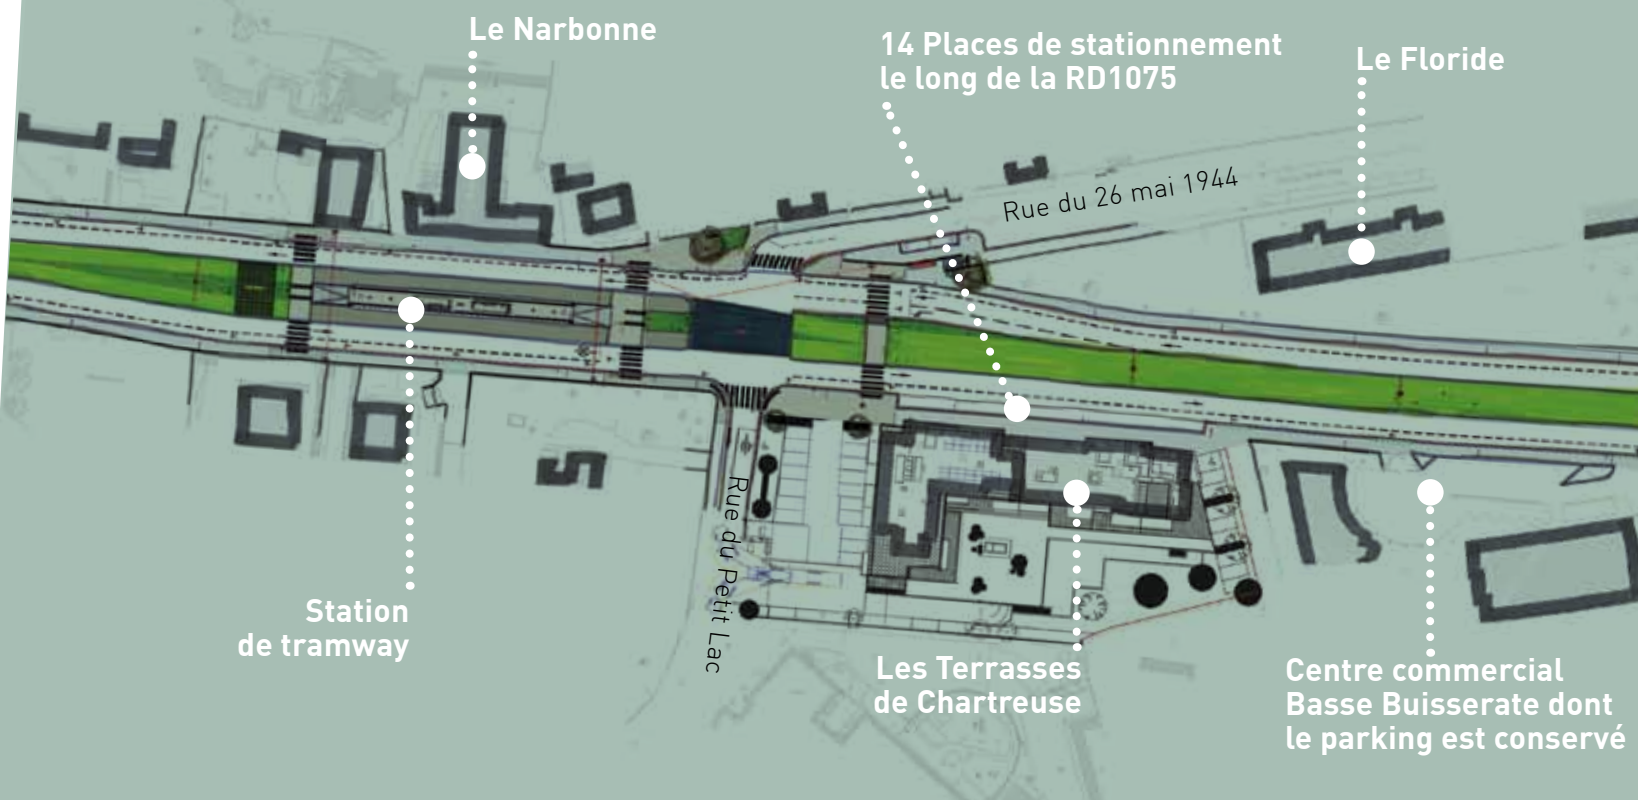 Le Narbonne
14 Places de stationnement
le long de la RD1075
Le Floride
Rue du 26 mai 1944
Rue du Petit Lac
Station
de tramway
Les Terrasses
de Chartreuse
Centre commercial
Basse Buisserate dont
le parking est conservé